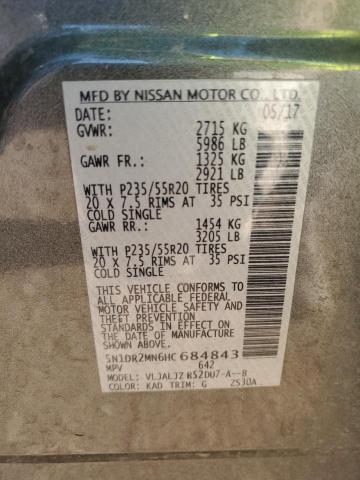 MFD BY NISSAN MOTOR CO., LTD.
DATE: 05/17
GVWR: 2715 KG
5986 LB
GAWR FR.: 1325 KG
2921 LB
WITH P235/55R20 TIRES
20 x 7.5 RIMS AT 35 PSI
COLD SINGLE
GAWR RR.: 1454 KG
3205 LB
WITH P235/55R20 TIRES
20 x 7.5 RIMS AT 35 PSI
COLD SINGLE
THIS VEHICLE CONFORMS TO
ALL APPLICABLE FEDERAL
MOTOR VEHICLE SAFETY
STANDARDS IN EFFECT ON
THE DATE OF MANUFACTURE
SHOWN ABOVE.
5N1DR2MN6HC684843
MPV 642
MODEL: VLJALJZ R52DU7-A--B
COLOR: KAD TRIM: G ZS30A